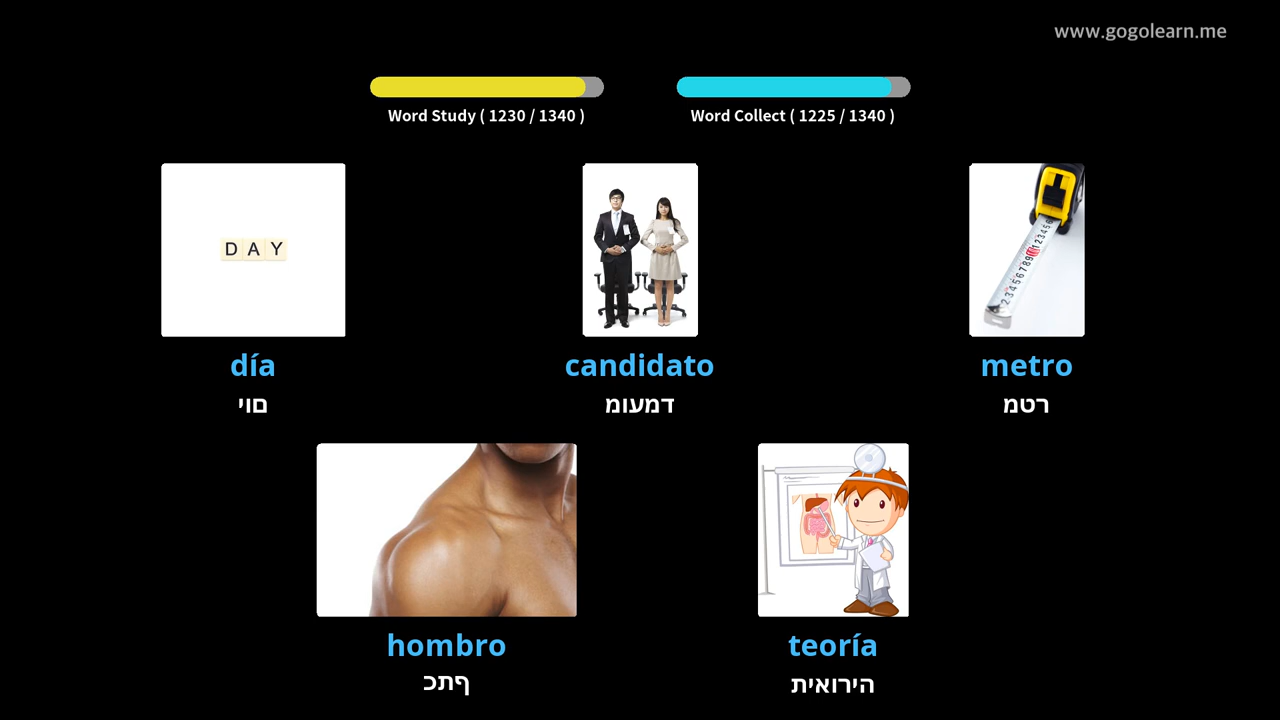 www.gogolearn.me
Word Study ( 1230 / 1340 )
Word Collect ( 1225 / 1340 )
DAY
día
candidato
metro
יום
מועמד
מטר
hombro
teoría
כתף
תיאוריה